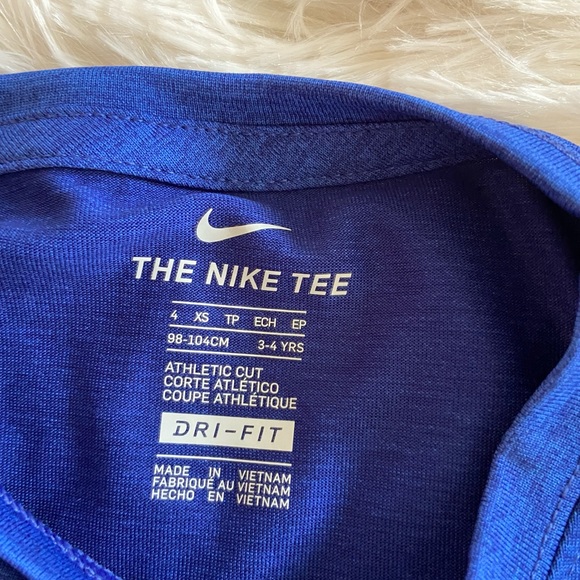 THE NIKE TEE
4 XS TP ECH EP
98-104CM 3-4 YRS
ATHLETIC CUT
CORTE ATLÉTICO
COUPE ATHLÉTIQUE
DRI-FIT
MADE IN VIETNAM
FABRIQUÉ AU VIETNAM
HECHO EN VIETNAM